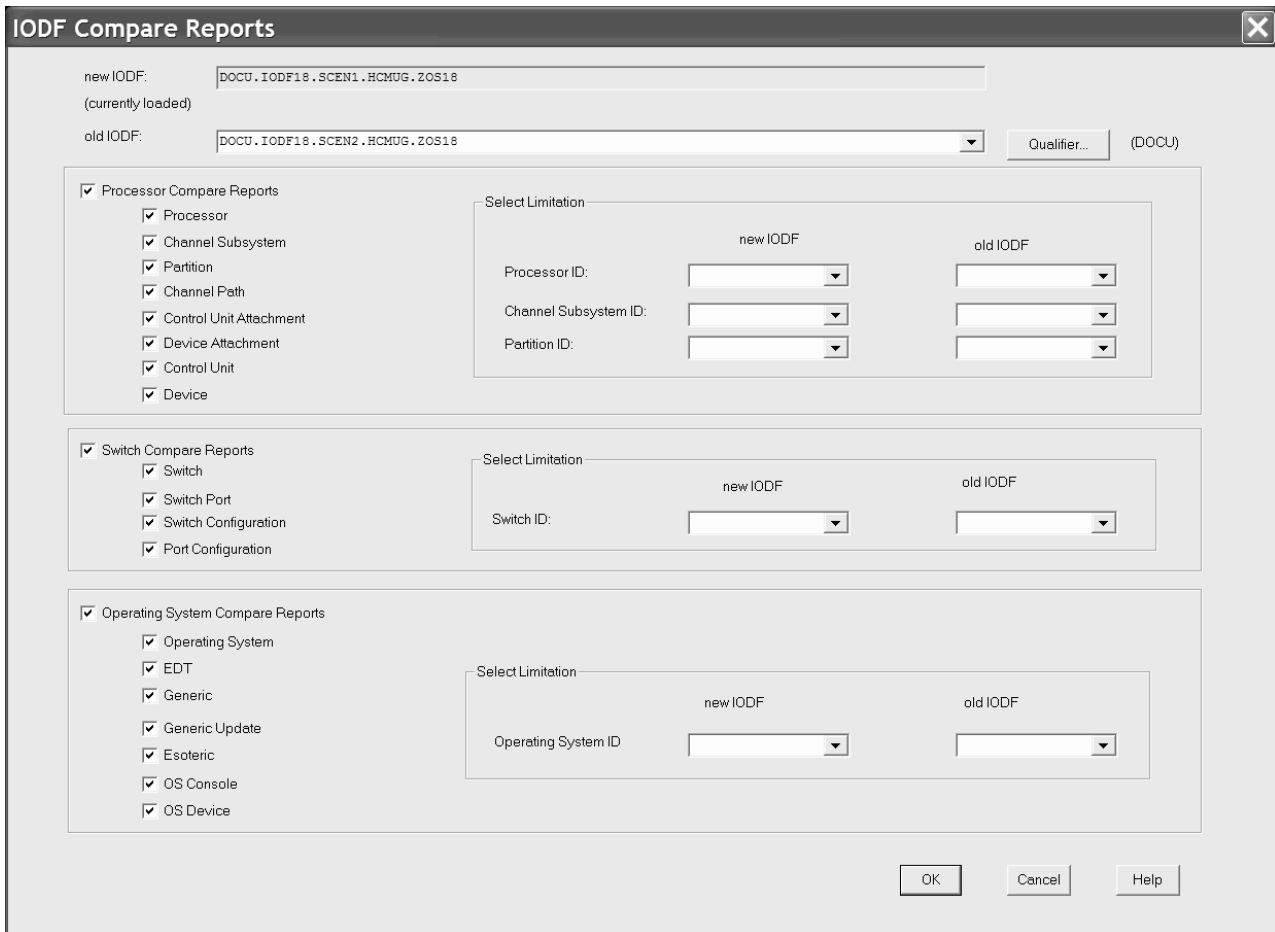 IODF Compare Reports
new IODF: DOCU.IODF18.SCEN1.HCMUG.ZOS18
(currently loaded)
old IODF: DOCU.IODF18.SCEN2.HCMUG.ZOS18 Qualifier... (DOCU)
Processor Compare Reports
Processor
Channel Subsystem
Partition
Channel Path
Control Unit Attachment
Device Attachment
Control Unit
Device
Select Limitation
new IODF old IODF
Processor ID:
Channel Subsystem ID:
Partition ID:
Switch Compare Reports
Switch
Switch Port
Switch Configuration
Port Configuration
Select Limitation
new IODF old IODF
Switch ID:
Operating System Compare Reports
Operating System
EDT
Generic
Generic Update
Esoteric
OS Console
OS Device
Select Limitation
new IODF old IODF
Operating System ID
OK Cancel Help